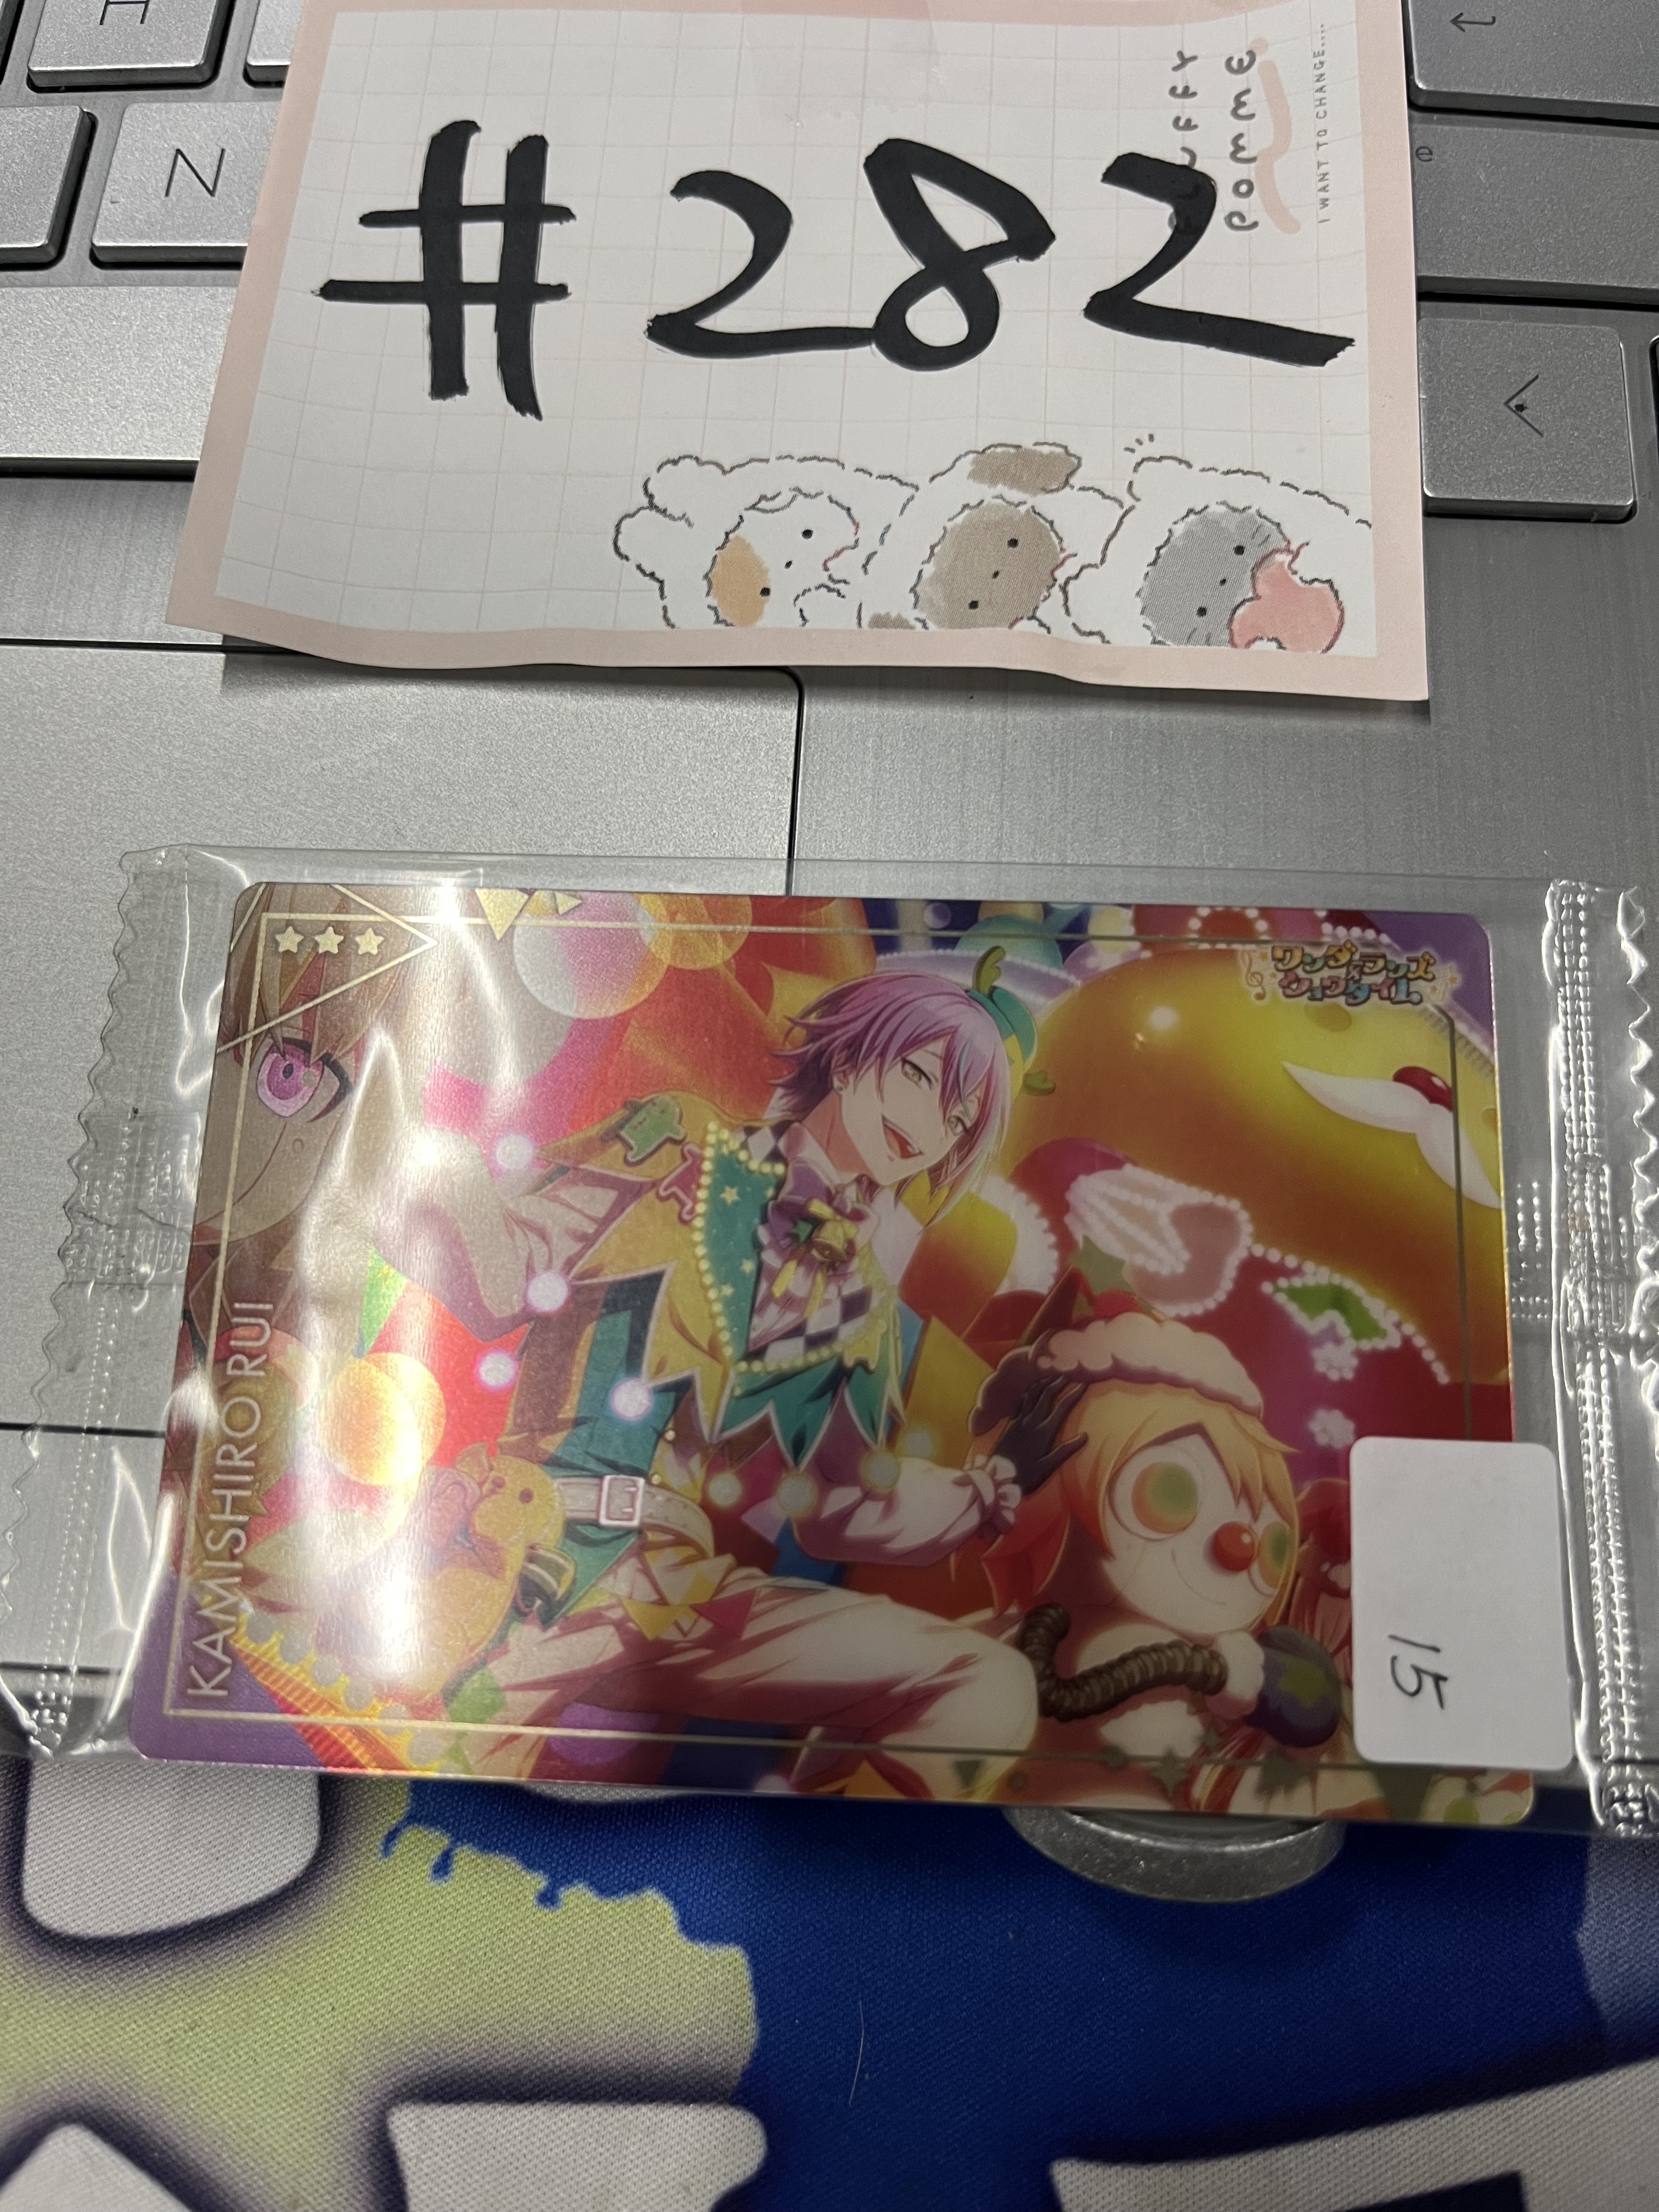 H
Z
#282
FLUFFY
POMME
I WANT TO CHANGE....
ワンダーランズ
×
ショウタイム
KAMISHIRO RUI
15